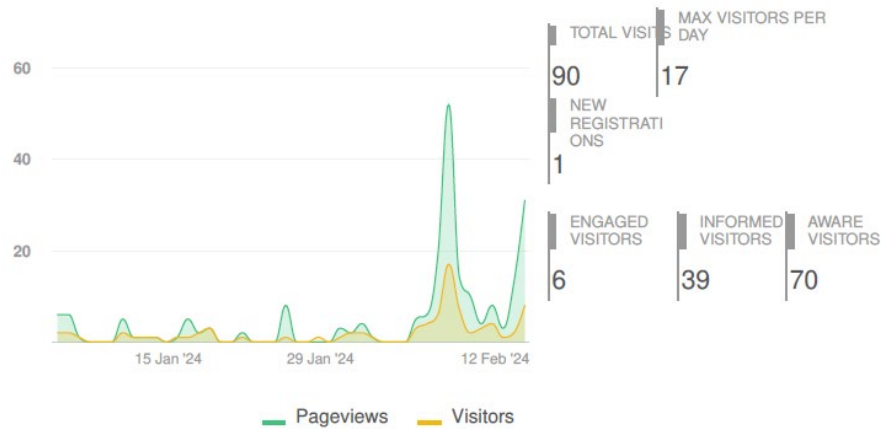 60
40
20
15 Jan '24
29 Jan '24
12 Feb '24
Pageviews
Visitors
TOTAL VISITS
90
MAX VISITORS PER
DAY
17
NEW
REGISTRATI
ONS
1
ENGAGED
VISITORS
6
INFORMED
VISITORS
39
AWARE
VISITORS
70